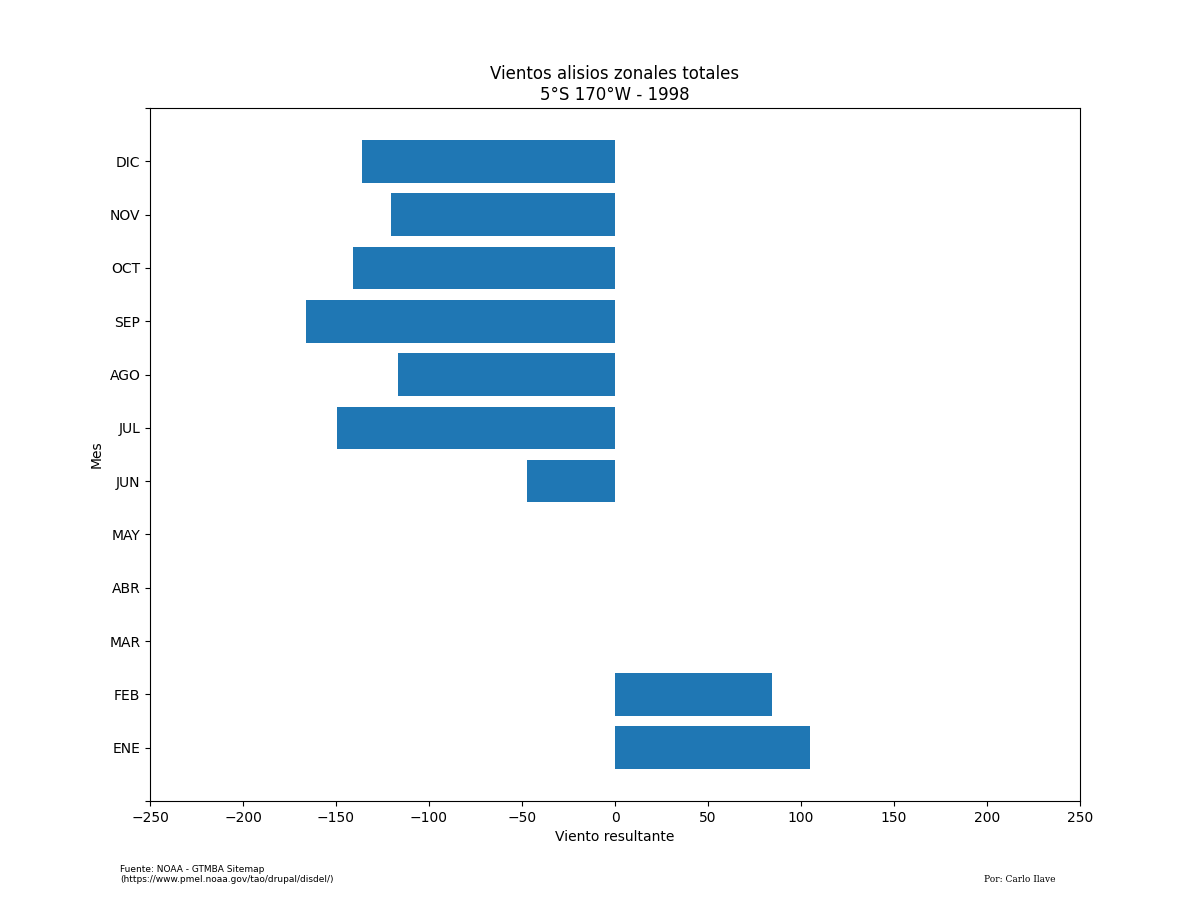 Vientos alisios zonales totales
5°S 170°W - 1998
DIC
NOV
OCT
SEP
AGO
JUL
JUN
MAY
ABR
MAR
FEB
ENE
Mes
−250 −200 −150 −100 −50 0 50 100 150 200 250
Viento resultante
Fuente: NOAA - GTMBA Sitemap
(https://www.pmel.noaa.gov/tao/drupal/disdel/)
Por: Carlo Ilave